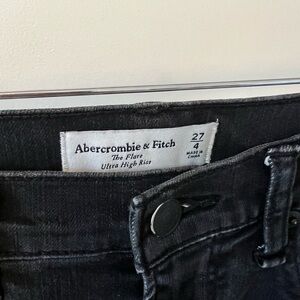 Abercrombie & Fitch
The Flare
Ultra High Rise
27
4
MADE IN
CHINA